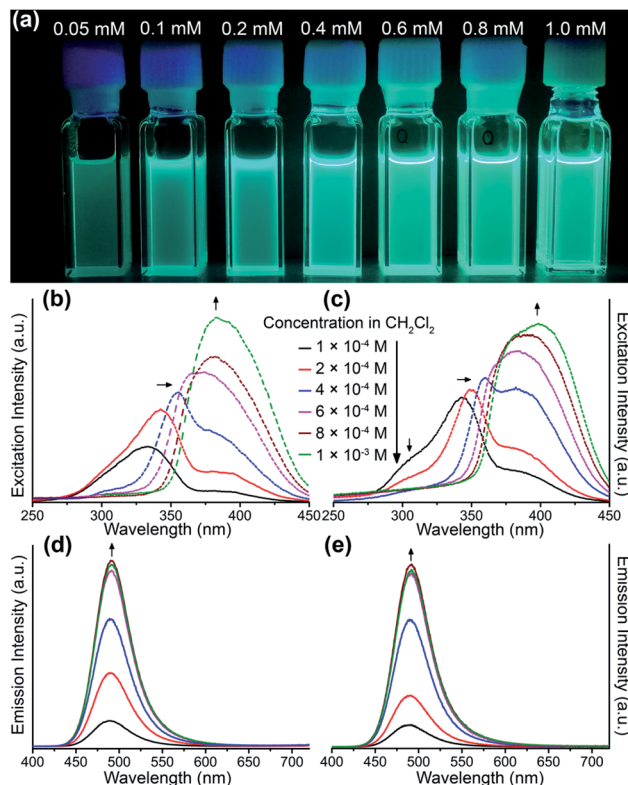 (a) 0.05 mM 0.1 mM 0.2 mM 0.4 mM 0.6 mM 0.8 mM 1.0 mM
Q Q
(b) (c)
Concentration in CH₂Cl₂
1 × 10⁻⁴ M
2 × 10⁻⁴ M
4 × 10⁻⁴ M
6 × 10⁻⁴ M
8 × 10⁻⁴ M
1 × 10⁻³ M
Excitation Intensity (a.u.)
Excitation Intensity (a.u.)
250 300 350 400 450
250 300 350 400 450
Wavelength (nm) Wavelength (nm)
(d) (e)
Emission Intensity (a.u.)
Emission Intensity (a.u.)
400 450 500 550 600 650 700
400 450 500 550 600 650 700
Wavelength (nm) Wavelength (nm)